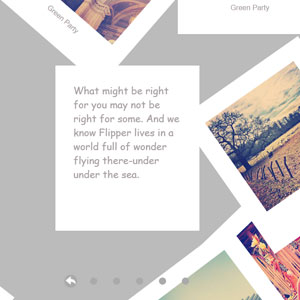 Green Party
Green Party
What might be right
for you may not be
right for some. And we
know Flipper lives in a
world full of wonder
flying there-under
under the sea.